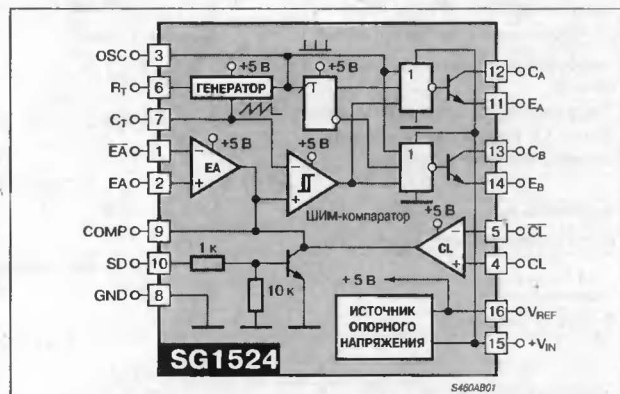 OSC 3
R_T 6
C_T 7
E̅A̅ 1
EA 2
COMP 9
SD 10
GND 8
+5 В
ГЕНЕРАТОР
+5 В
T
+5 В
EA
− +
+5 В
− +
ШИМ-компаратор
1
1
12 C_A
11 E_A
13 C_B
14 E_B
+5 В
CL
− +
5 C̅L̅
4 CL
1 к
10 к
+ 5 В
16 V_REF
15 +V_IN
ИСТОЧНИК
ОПОРНОГО
НАПРЯЖЕНИЯ
SG1524
S460AB01